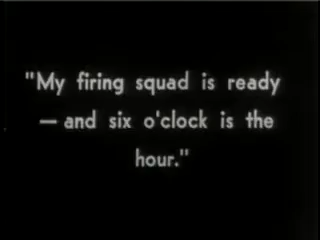 "My firing squad is ready
— and six o'clock is the
hour."